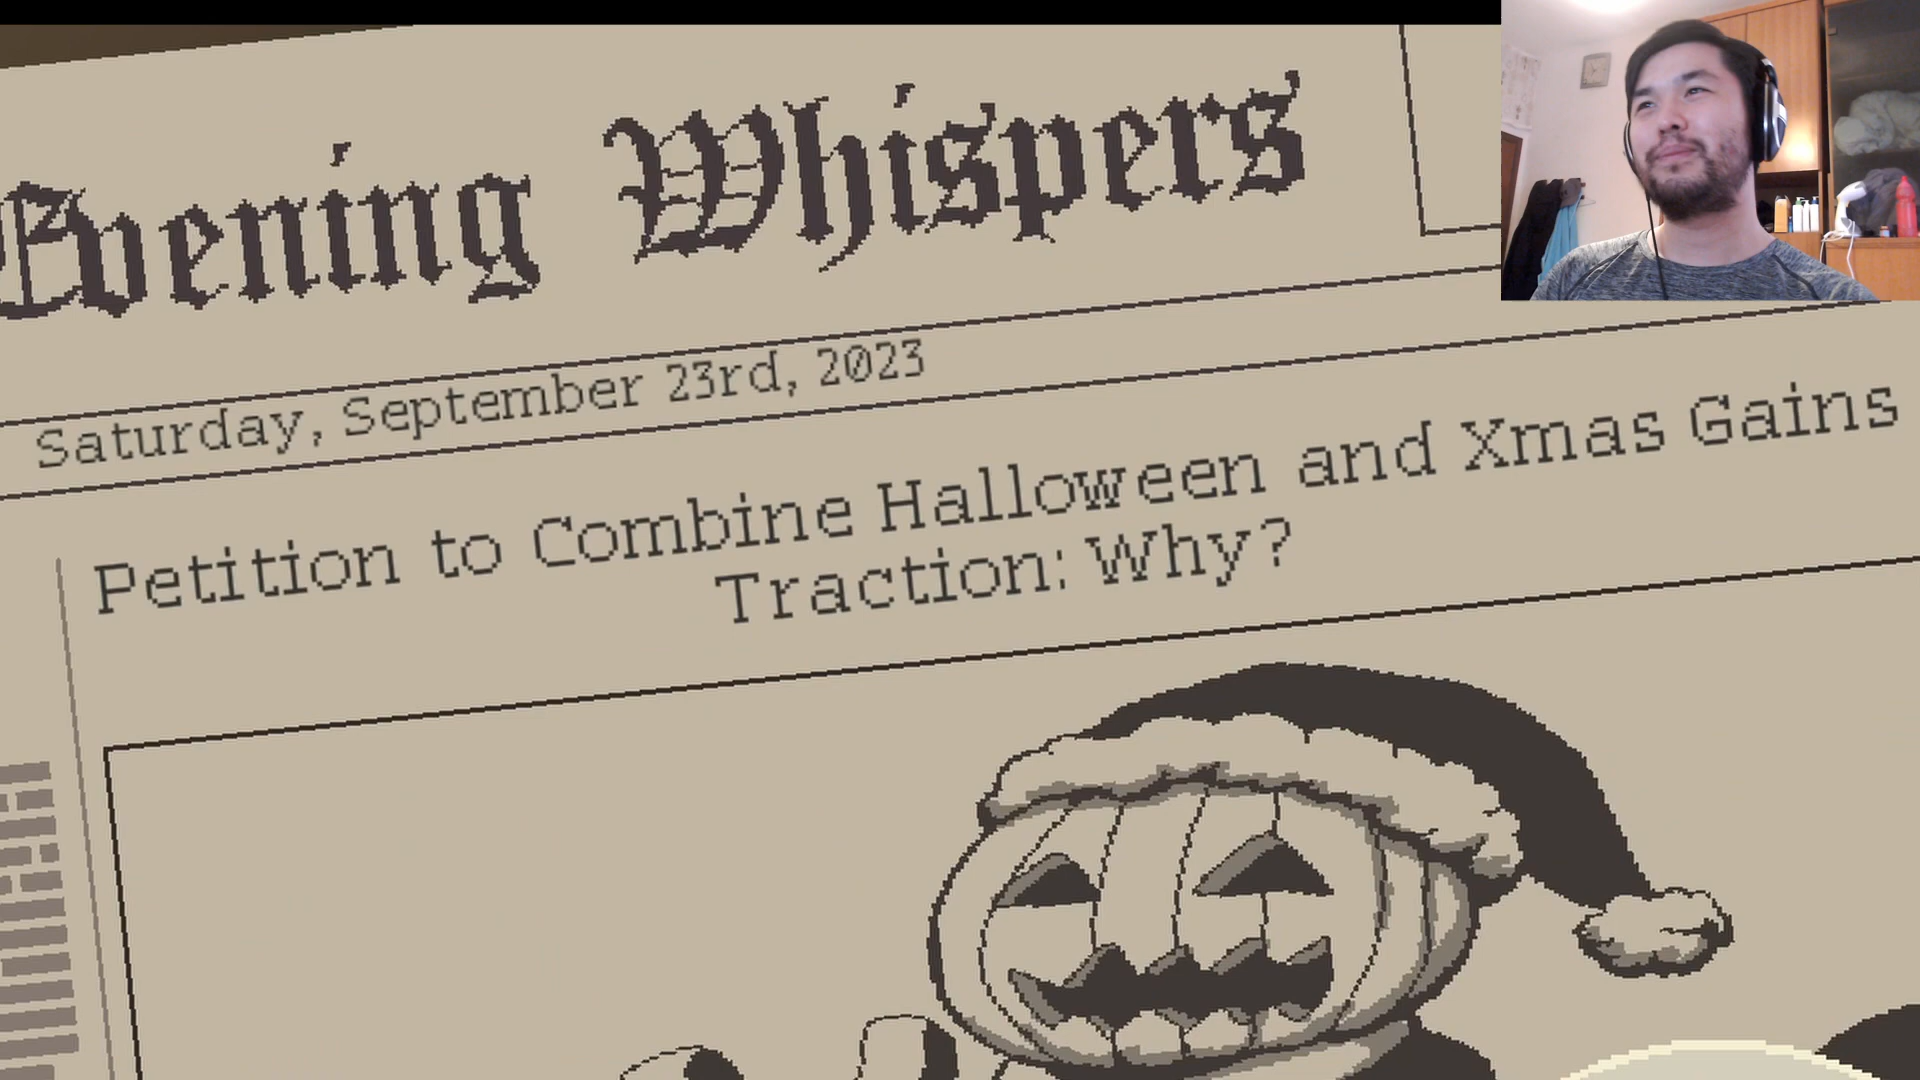 Evening Whispers
Saturday, September 23rd, 2023
Petition to Combine Halloween and Xmas Gains
Traction: Why?